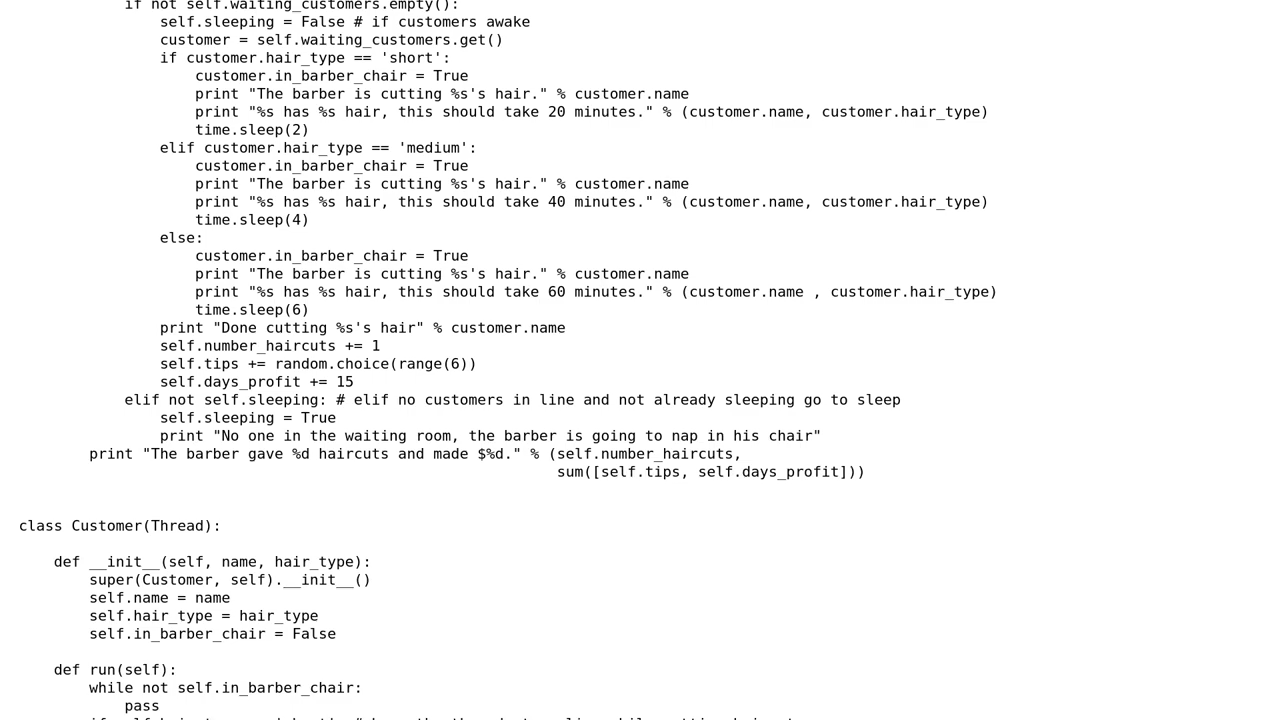 if not self.waiting_customers.empty():
                self.sleeping = False # if customers awake
                customer = self.waiting_customers.get()
                if customer.hair_type == 'short':
                    customer.in_barber_chair = True
                    print "The barber is cutting %s's hair." % customer.name
                    print "%s has %s hair, this should take 20 minutes." % (customer.name, customer.hair_type)
                    time.sleep(2)
                elif customer.hair_type == 'medium':
                    customer.in_barber_chair = True
                    print "The barber is cutting %s's hair." % customer.name
                    print "%s has %s hair, this should take 40 minutes." % (customer.name, customer.hair_type)
                    time.sleep(4)
                else:
                    customer.in_barber_chair = True
                    print "The barber is cutting %s's hair." % customer.name
                    print "%s has %s hair, this should take 60 minutes." % (customer.name , customer.hair_type)
                    time.sleep(6)
                print "Done cutting %s's hair" % customer.name
                self.number_haircuts += 1
                self.tips += random.choice(range(6))
                self.days_profit += 15
            elif not self.sleeping: # elif no customers in line and not already sleeping go to sleep
                self.sleeping = True
                print "No one in the waiting room, the barber is going to nap in his chair"
        print "The barber gave %d haircuts and made $%d." % (self.number_haircuts,
                                                             sum([self.tips, self.days_profit]))


class Customer(Thread):

    def __init__(self, name, hair_type):
        super(Customer, self).__init__()
        self.name = name
        self.hair_type = hair_type
        self.in_barber_chair = False

    def run(self):
        while not self.in_barber_chair:
            pass